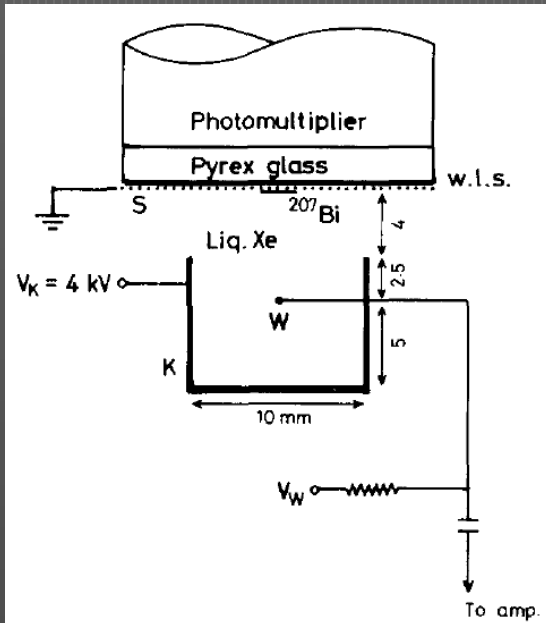 Photomultiplier
Pyrex glass
w.l.s.
S
207Bi
4
Liq. Xe
VK = 4 kV
2.5
W
5
K
10 mm
VW
To amp.